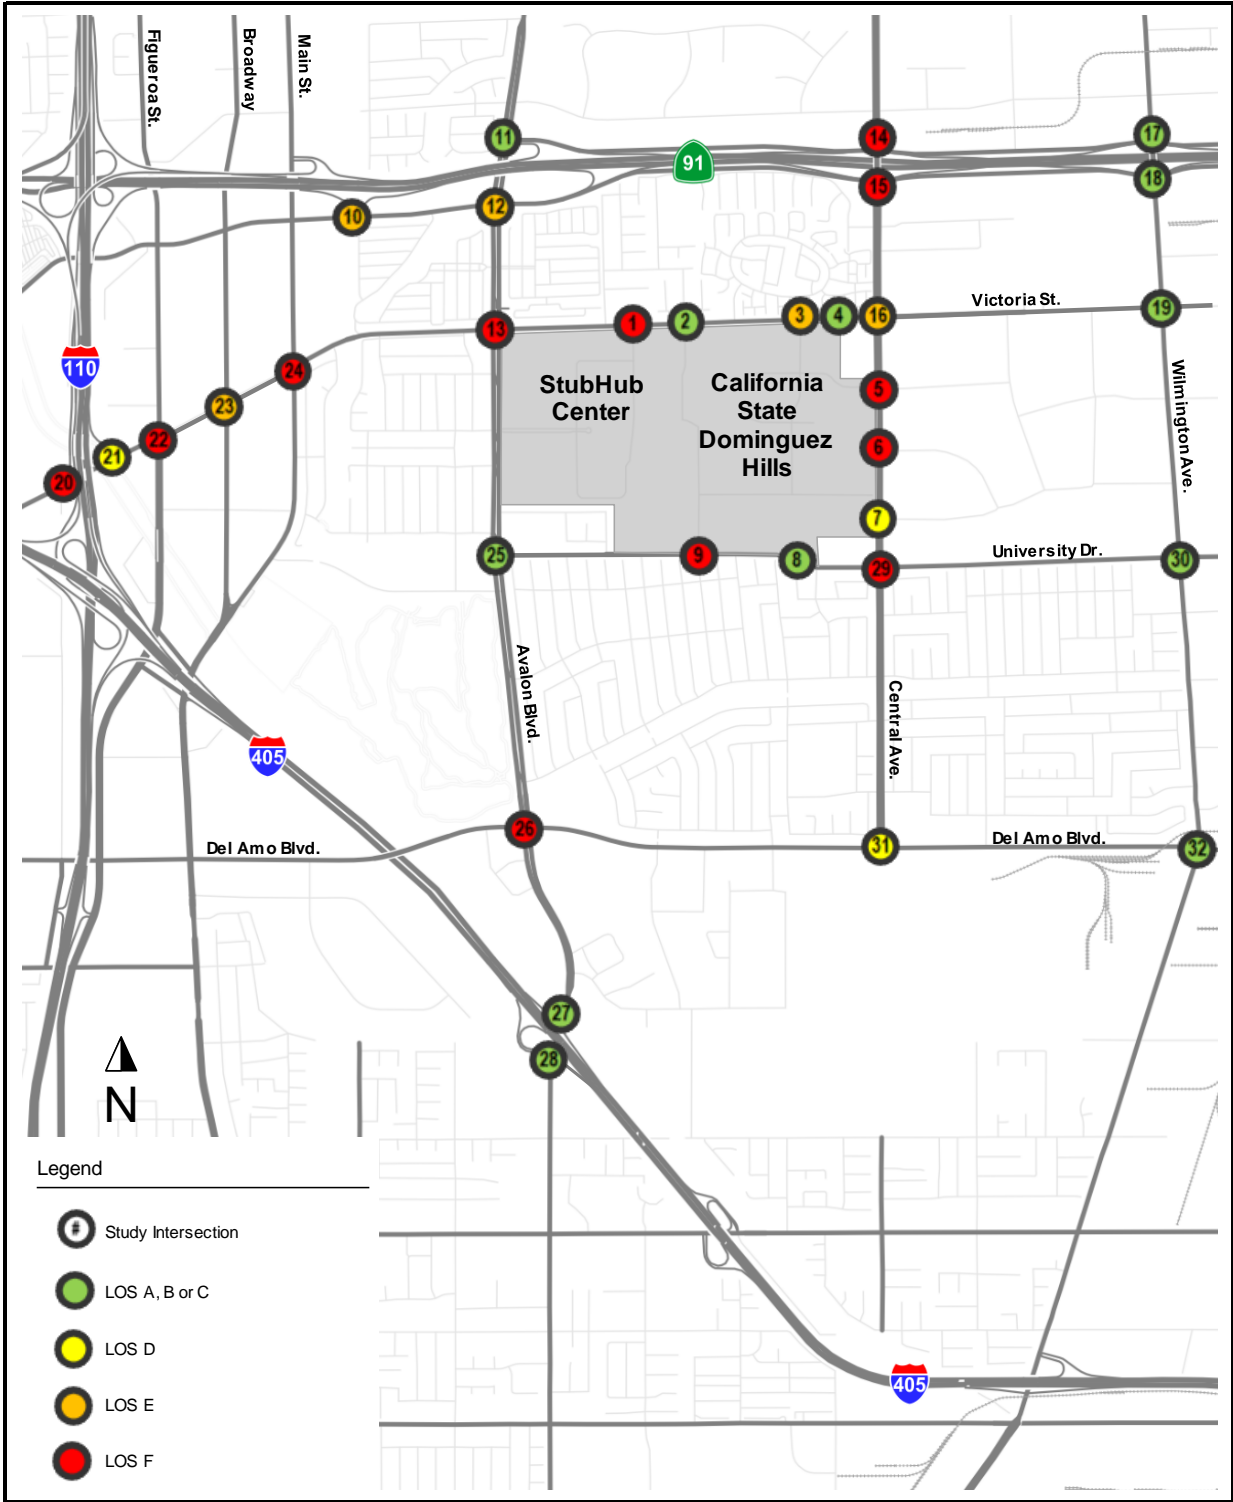 Figueroa St.
Broadway
Main St.
11
91
14
17
15
18
10
12
Victoria St.
13
1
2
3
4
16
19
110
24
StubHub
Center
California
State
Dominguez
Hills
5
Wilmington Ave.
23
22
21
6
20
7
25
9
8
29
University Dr.
30
Avalon Blvd.
Central Ave.
405
26
Del Amo Blvd.
31
Del Amo Blvd.
32
27
28
N
Legend
# Study Intersection
LOS A, B or C
LOS D
LOS E
405
LOS F